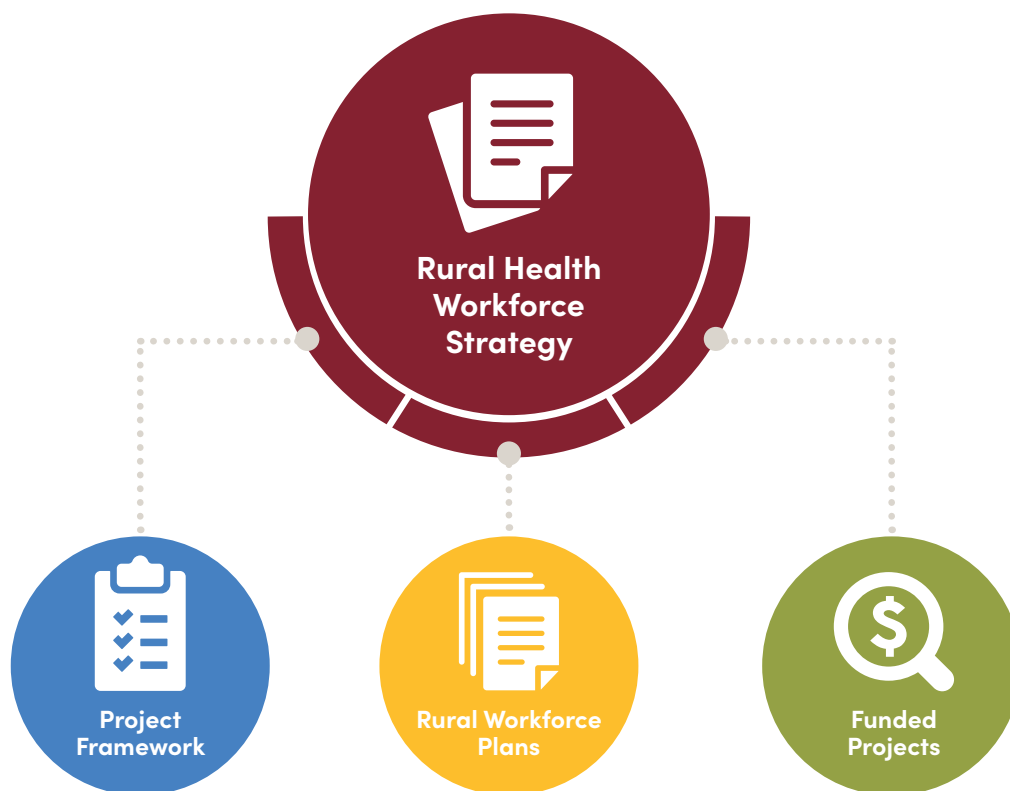 Rural Health
Workforce
Strategy
Project
Framework
Rural Workforce
Plans
$
Funded
Projects